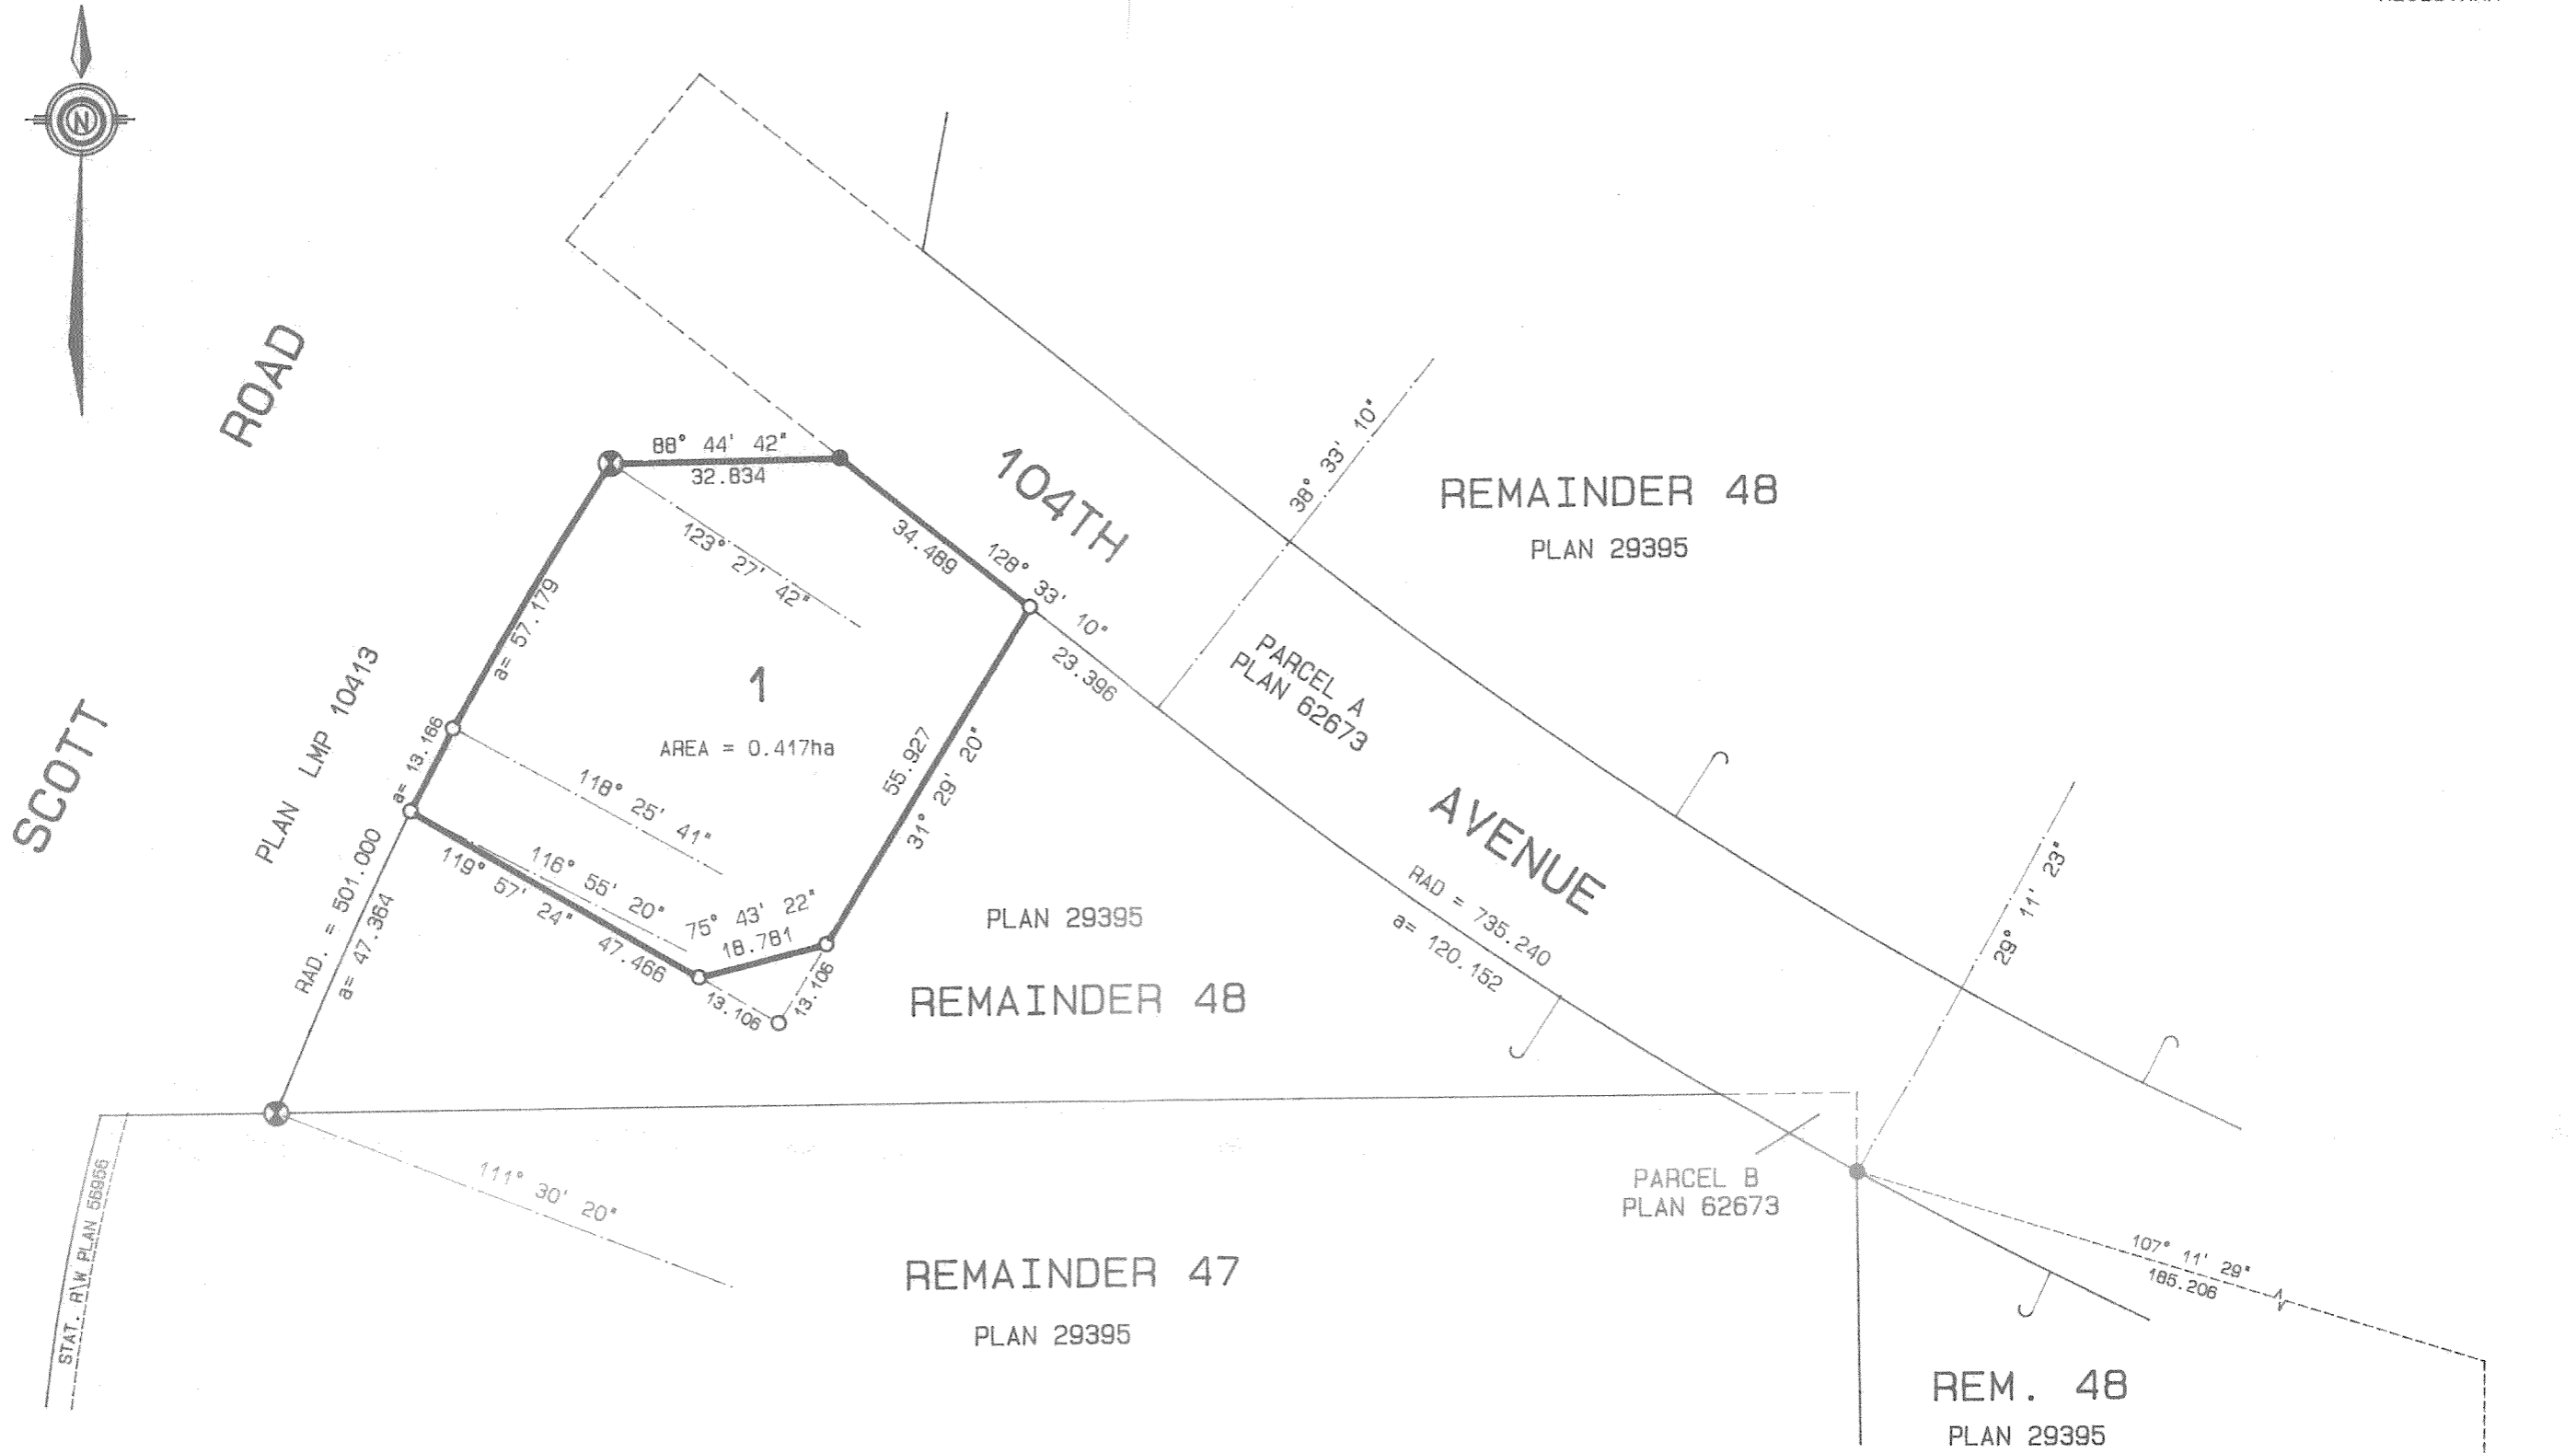 N
ROAD
SCOTT
PLAN LMP 10413
88° 44' 42"
32.834
123° 27' 42"
34.489
128° 33' 10"
23.396
a= 57.179
1
AREA = 0.417ha
a= 13.166
118° 25' 41"
116° 55' 20"
119° 57' 24"
47.466
75° 43' 22"
18.781
55.927
31° 29' 20"
13.106
13.106
RAD. = 501.000
a= 47.364
104TH
AVENUE
38° 33' 10"
REMAINDER 48
PLAN 29395
PARCEL A
PLAN 62673
RAD = 735.240
a= 120.152
29° 11' 23"
PLAN 29395
REMAINDER 48
111° 30' 20"
STAT. R\W PLAN 56956
PARCEL B
PLAN 62673
REMAINDER 47
PLAN 29395
107° 11' 29"
185.206
REM. 48
PLAN 29395